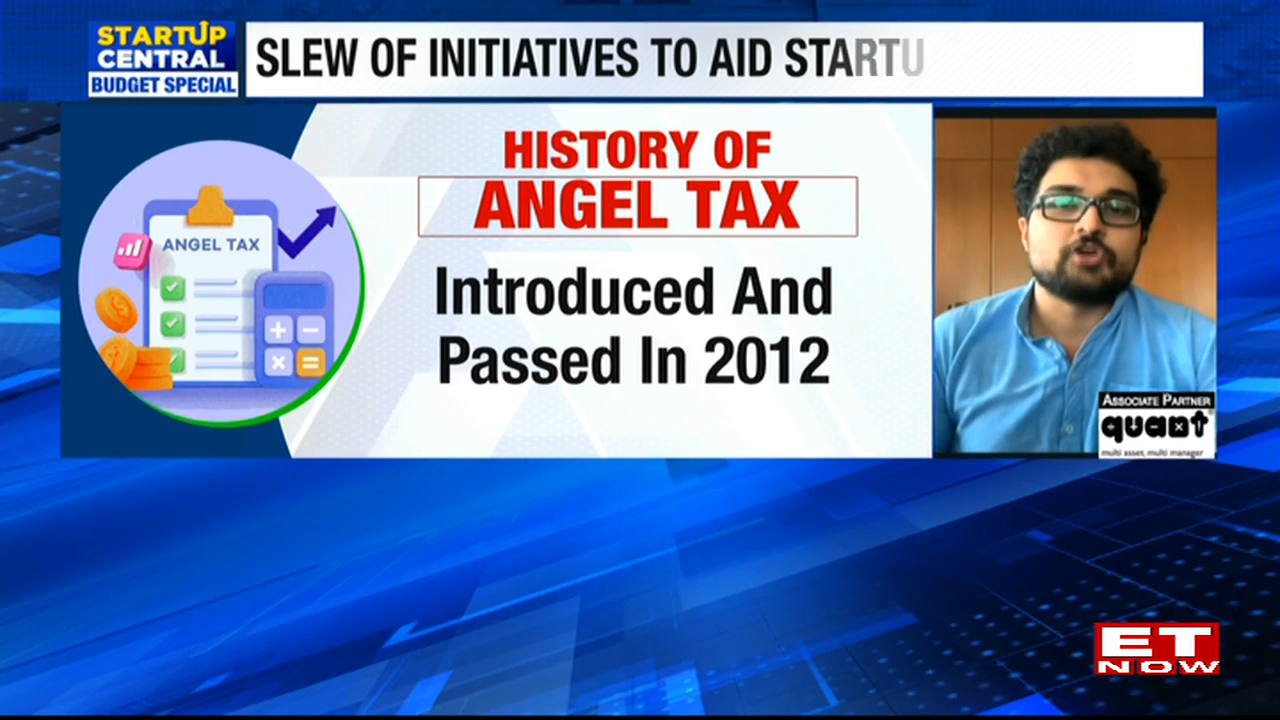 STARTUP
CENTRAL
BUDGET SPECIAL
SLEW OF INITIATIVES TO AID STARTU
HISTORY OF
ANGEL TAX
ANGEL TAX
Introduced And
Passed In 2012
ASSOCIATE PARTNER
quant
multi asset, multi manager
ET
NOW